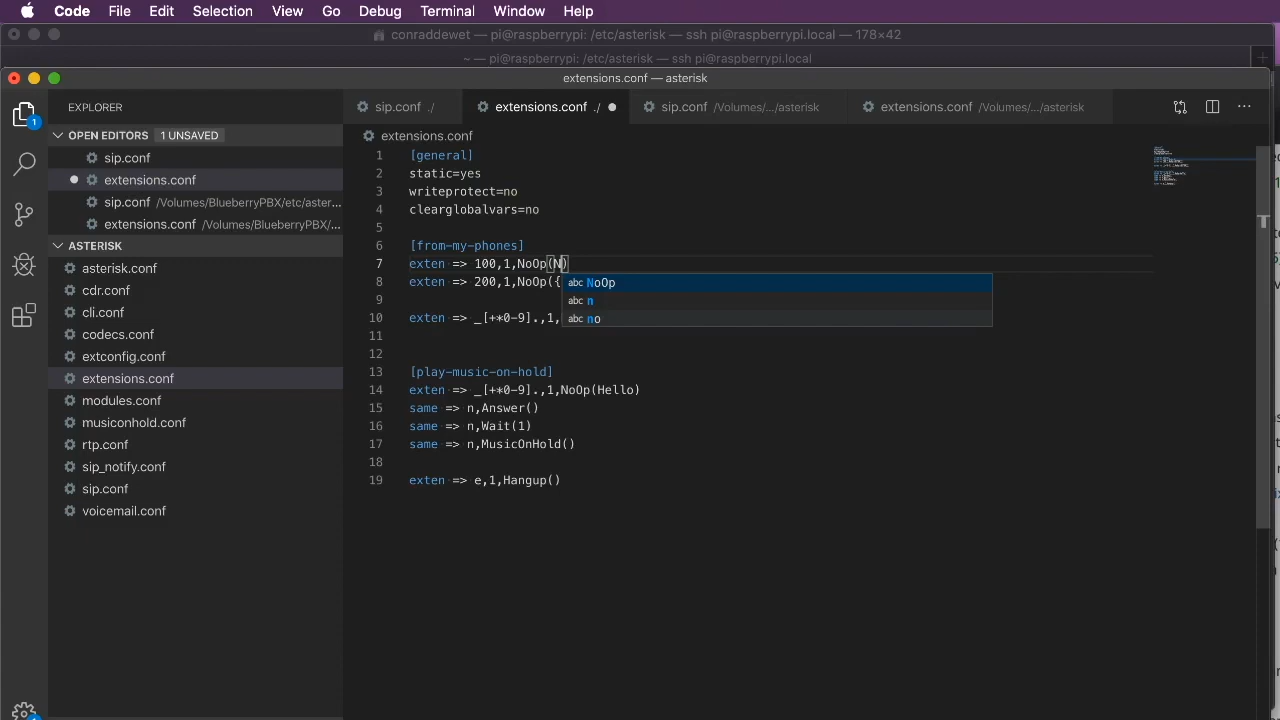 Code File Edit Selection View Go Debug Terminal Window Help
conraddewet — pi@raspberrypi: /etc/asterisk — ssh pi@raspberrypi.local — 178×42
~ — pi@raspberrypi: /etc/asterisk — ssh pi@raspberrypi.local
extensions.conf — asterisk
EXPLORER
sip.conf ./ extensions.conf ./ sip.conf /Volumes/.../asterisk extensions.conf /Volumes/.../asterisk
OPEN EDITORS 1 UNSAVED
sip.conf
extensions.conf
sip.conf /Volumes/BlueberryPBX/etc/aster...
extensions.conf /Volumes/BlueberryPBX/...
ASTERISK
asterisk.conf
cdr.conf
cli.conf
codecs.conf
extconfig.conf
extensions.conf
modules.conf
musiconhold.conf
rtp.conf
sip_notify.conf
sip.conf
voicemail.conf
1
1
extensions.conf
1 [general]
2 static=yes
3 writeprotect=no
4 clearglobalvars=no
5
6 [from-my-phones]
7 exten => 100,1,NoOp(N)
8 exten => 200,1,NoOp({
9
10 exten => _[+*0-9].,1,
11
12
13 [play-music-on-hold]
14 exten => _[+*0-9].,1,NoOp(Hello)
15 same => n,Answer()
16 same => n,Wait(1)
17 same => n,MusicOnHold()
18
19 exten => e,1,Hangup()
abc NoOp
abc n
abc no